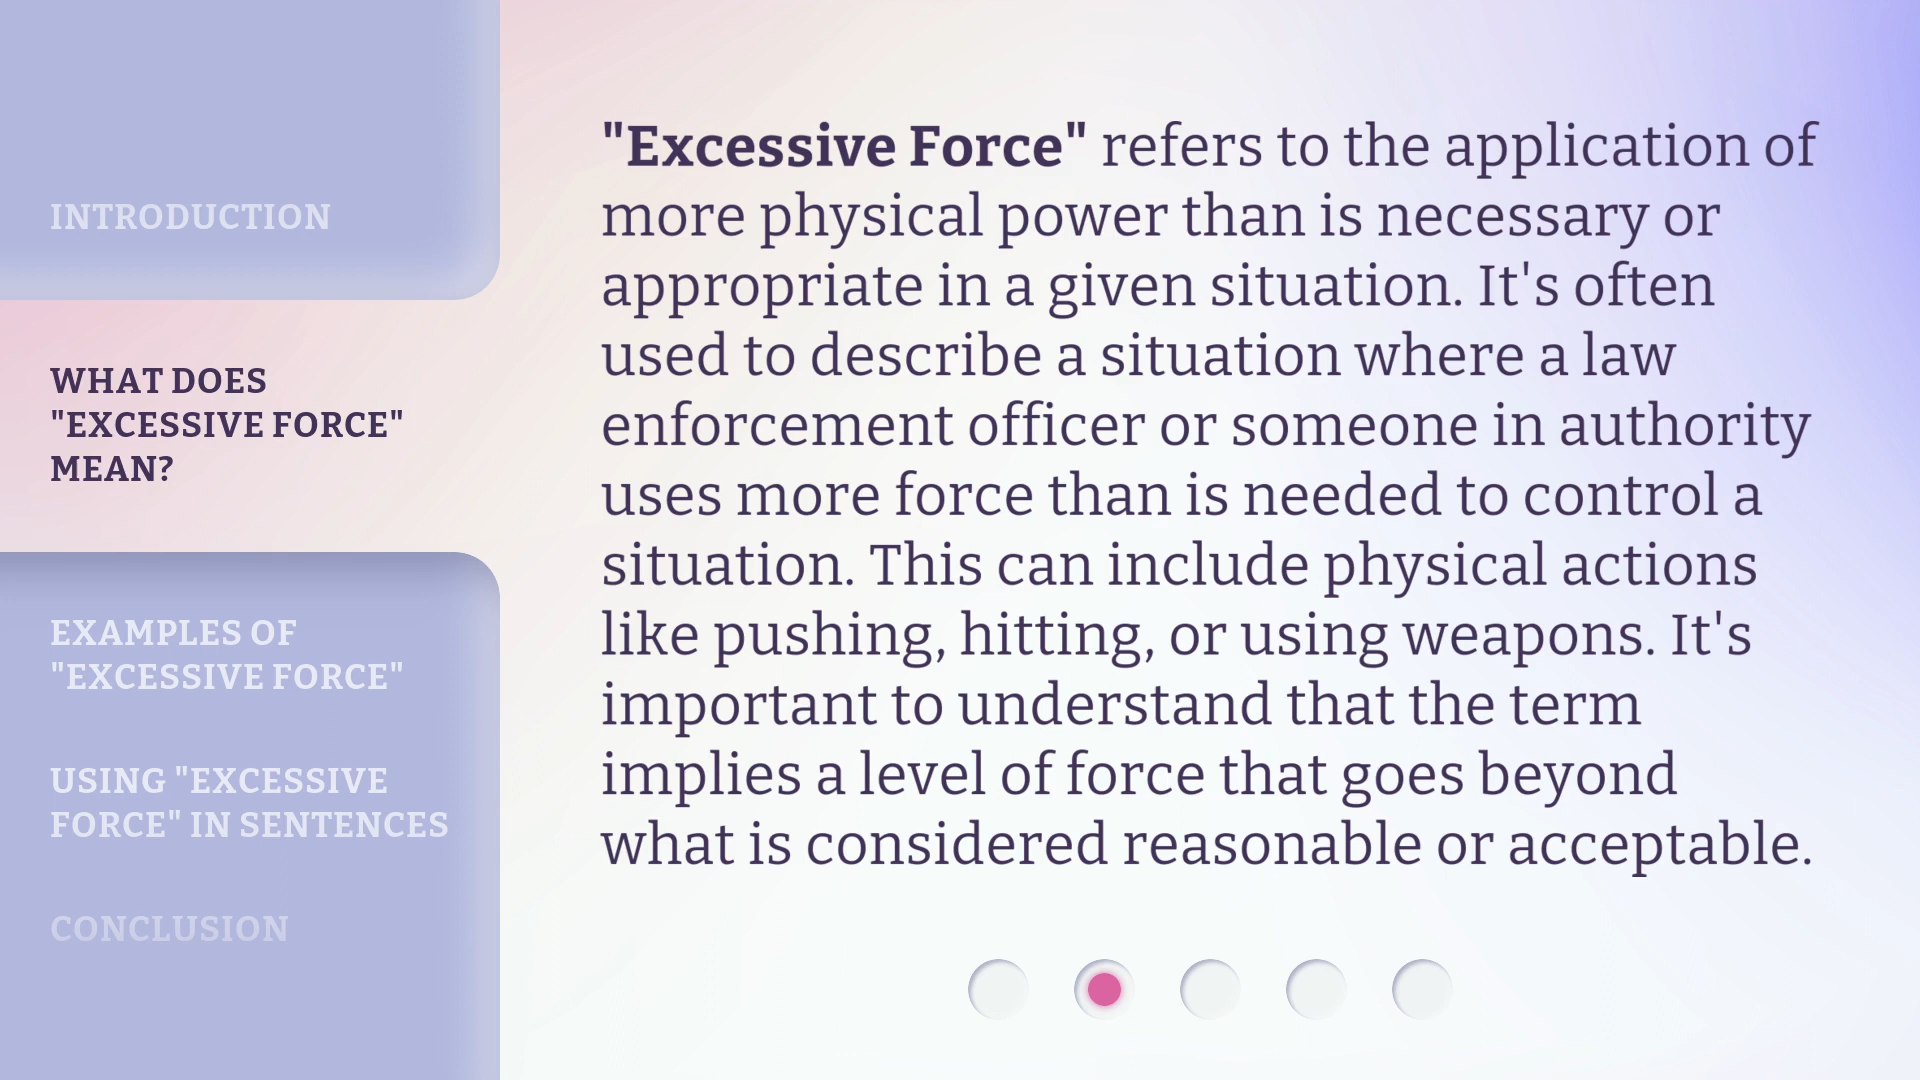 INTRODUCTION
WHAT DOES
"EXCESSIVE FORCE"
MEAN?
EXAMPLES OF
"EXCESSIVE FORCE"
USING "EXCESSIVE
FORCE" IN SENTENCES
CONCLUSION
"Excessive Force" refers to the application of
more physical power than is necessary or
appropriate in a given situation. It's often
used to describe a situation where a law
enforcement officer or someone in authority
uses more force than is needed to control a
situation. This can include physical actions
like pushing, hitting, or using weapons. It's
important to understand that the term
implies a level of force that goes beyond
what is considered reasonable or acceptable.